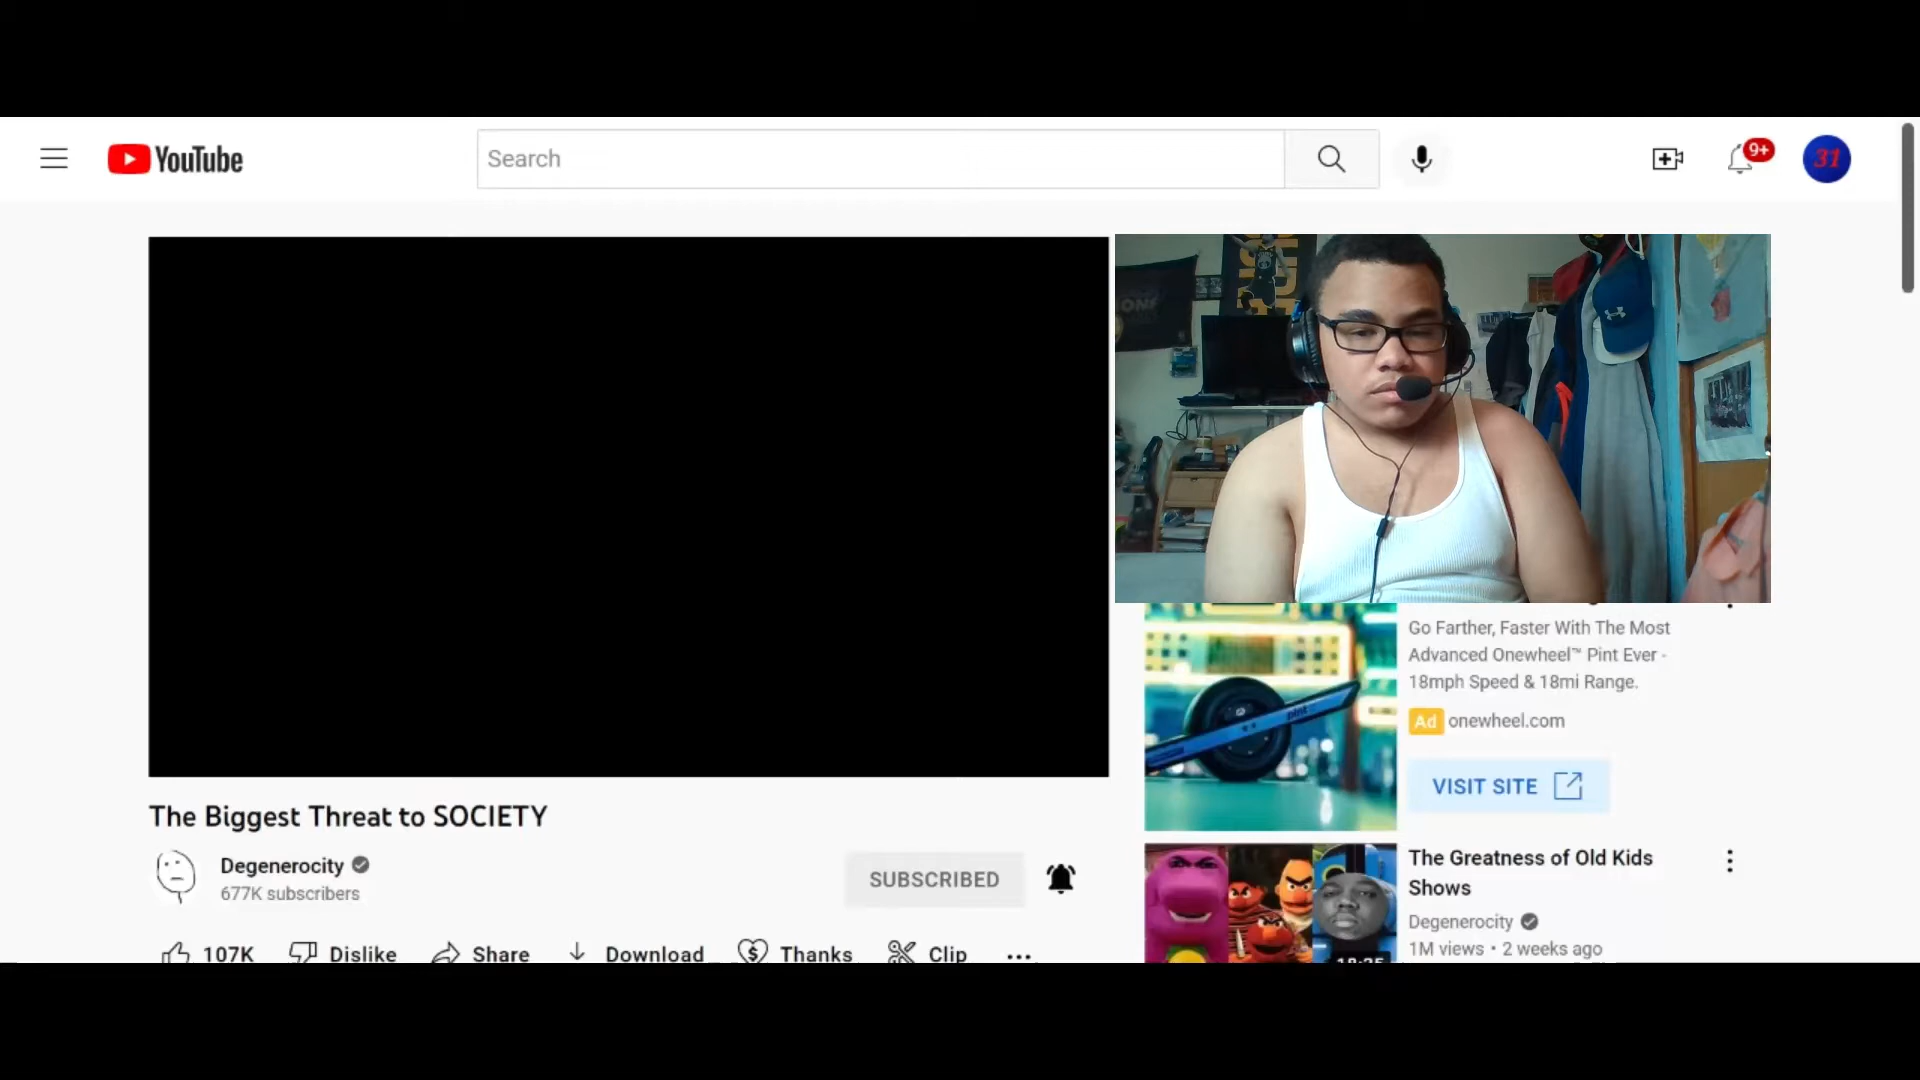 YouTube
Search
9+
31
Go Farther, Faster With The Most
Advanced Onewheel™ Pint Ever -
18mph Speed & 18mi Range.
Ad onewheel.com
VISIT SITE
pint
The Biggest Threat to SOCIETY
Degenerocity
677K subscribers
SUBSCRIBED
107K
Dislike
Share
Download
Thanks
Clip
The Greatness of Old Kids
Shows
Degenerocity
1M views • 2 weeks ago